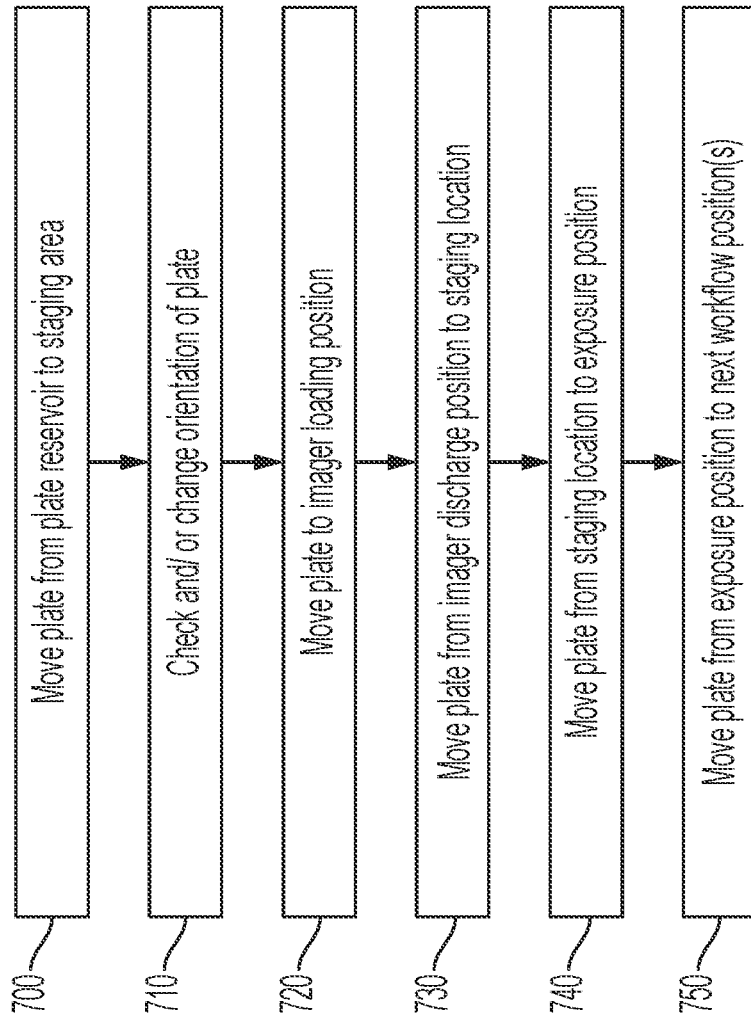 700
Move plate from plate reservoir to staging area
710
Check and/ or change orientation of plate
720
Move plate to imager loading position
730
Move plate from imager discharge position to staging location
740
Move plate from staging location to exposure position
750
Move plate from exposure position to next workflow position(s)